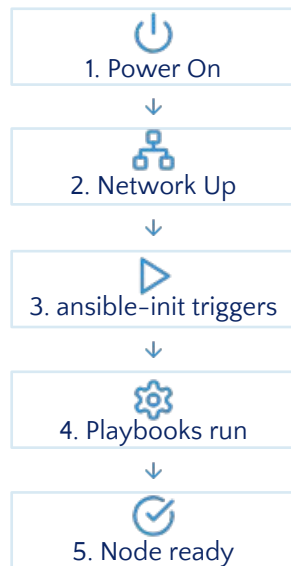 1. Power On
2. Network Up
3. ansible-init triggers
4. Playbooks run
5. Node ready